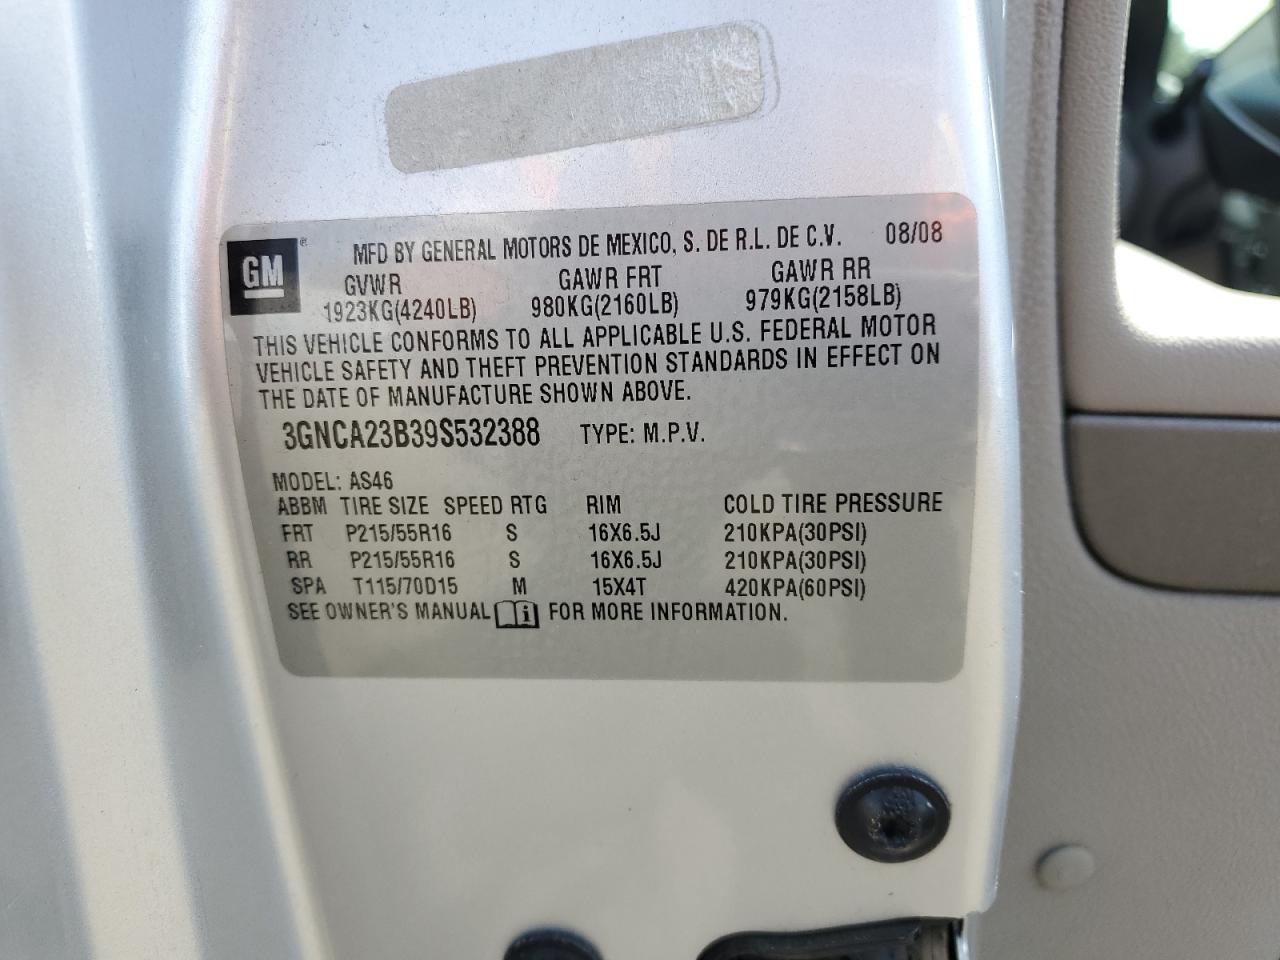 GM® MFD BY GENERAL MOTORS DE MEXICO, S. DE R.L. DE C.V. 08/08
GVWR GAWR FRT GAWR RR
1923KG(4240LB) 980KG(2160LB) 979KG(2158LB)
THIS VEHICLE CONFORMS TO ALL APPLICABLE U.S. FEDERAL MOTOR
VEHICLE SAFETY AND THEFT PREVENTION STANDARDS IN EFFECT ON
THE DATE OF MANUFACTURE SHOWN ABOVE.
3GNCA23B39S532388 TYPE: M.P.V.
MODEL: AS46
ABBM TIRE SIZE SPEED RTG RIM COLD TIRE PRESSURE
FRT P215/55R16 S 16X6.5J 210KPA(30PSI)
RR P215/55R16 S 16X6.5J 210KPA(30PSI)
SPA T115/70D15 M 15X4T 420KPA(60PSI)
SEE OWNER'S MANUAL i FOR MORE INFORMATION.